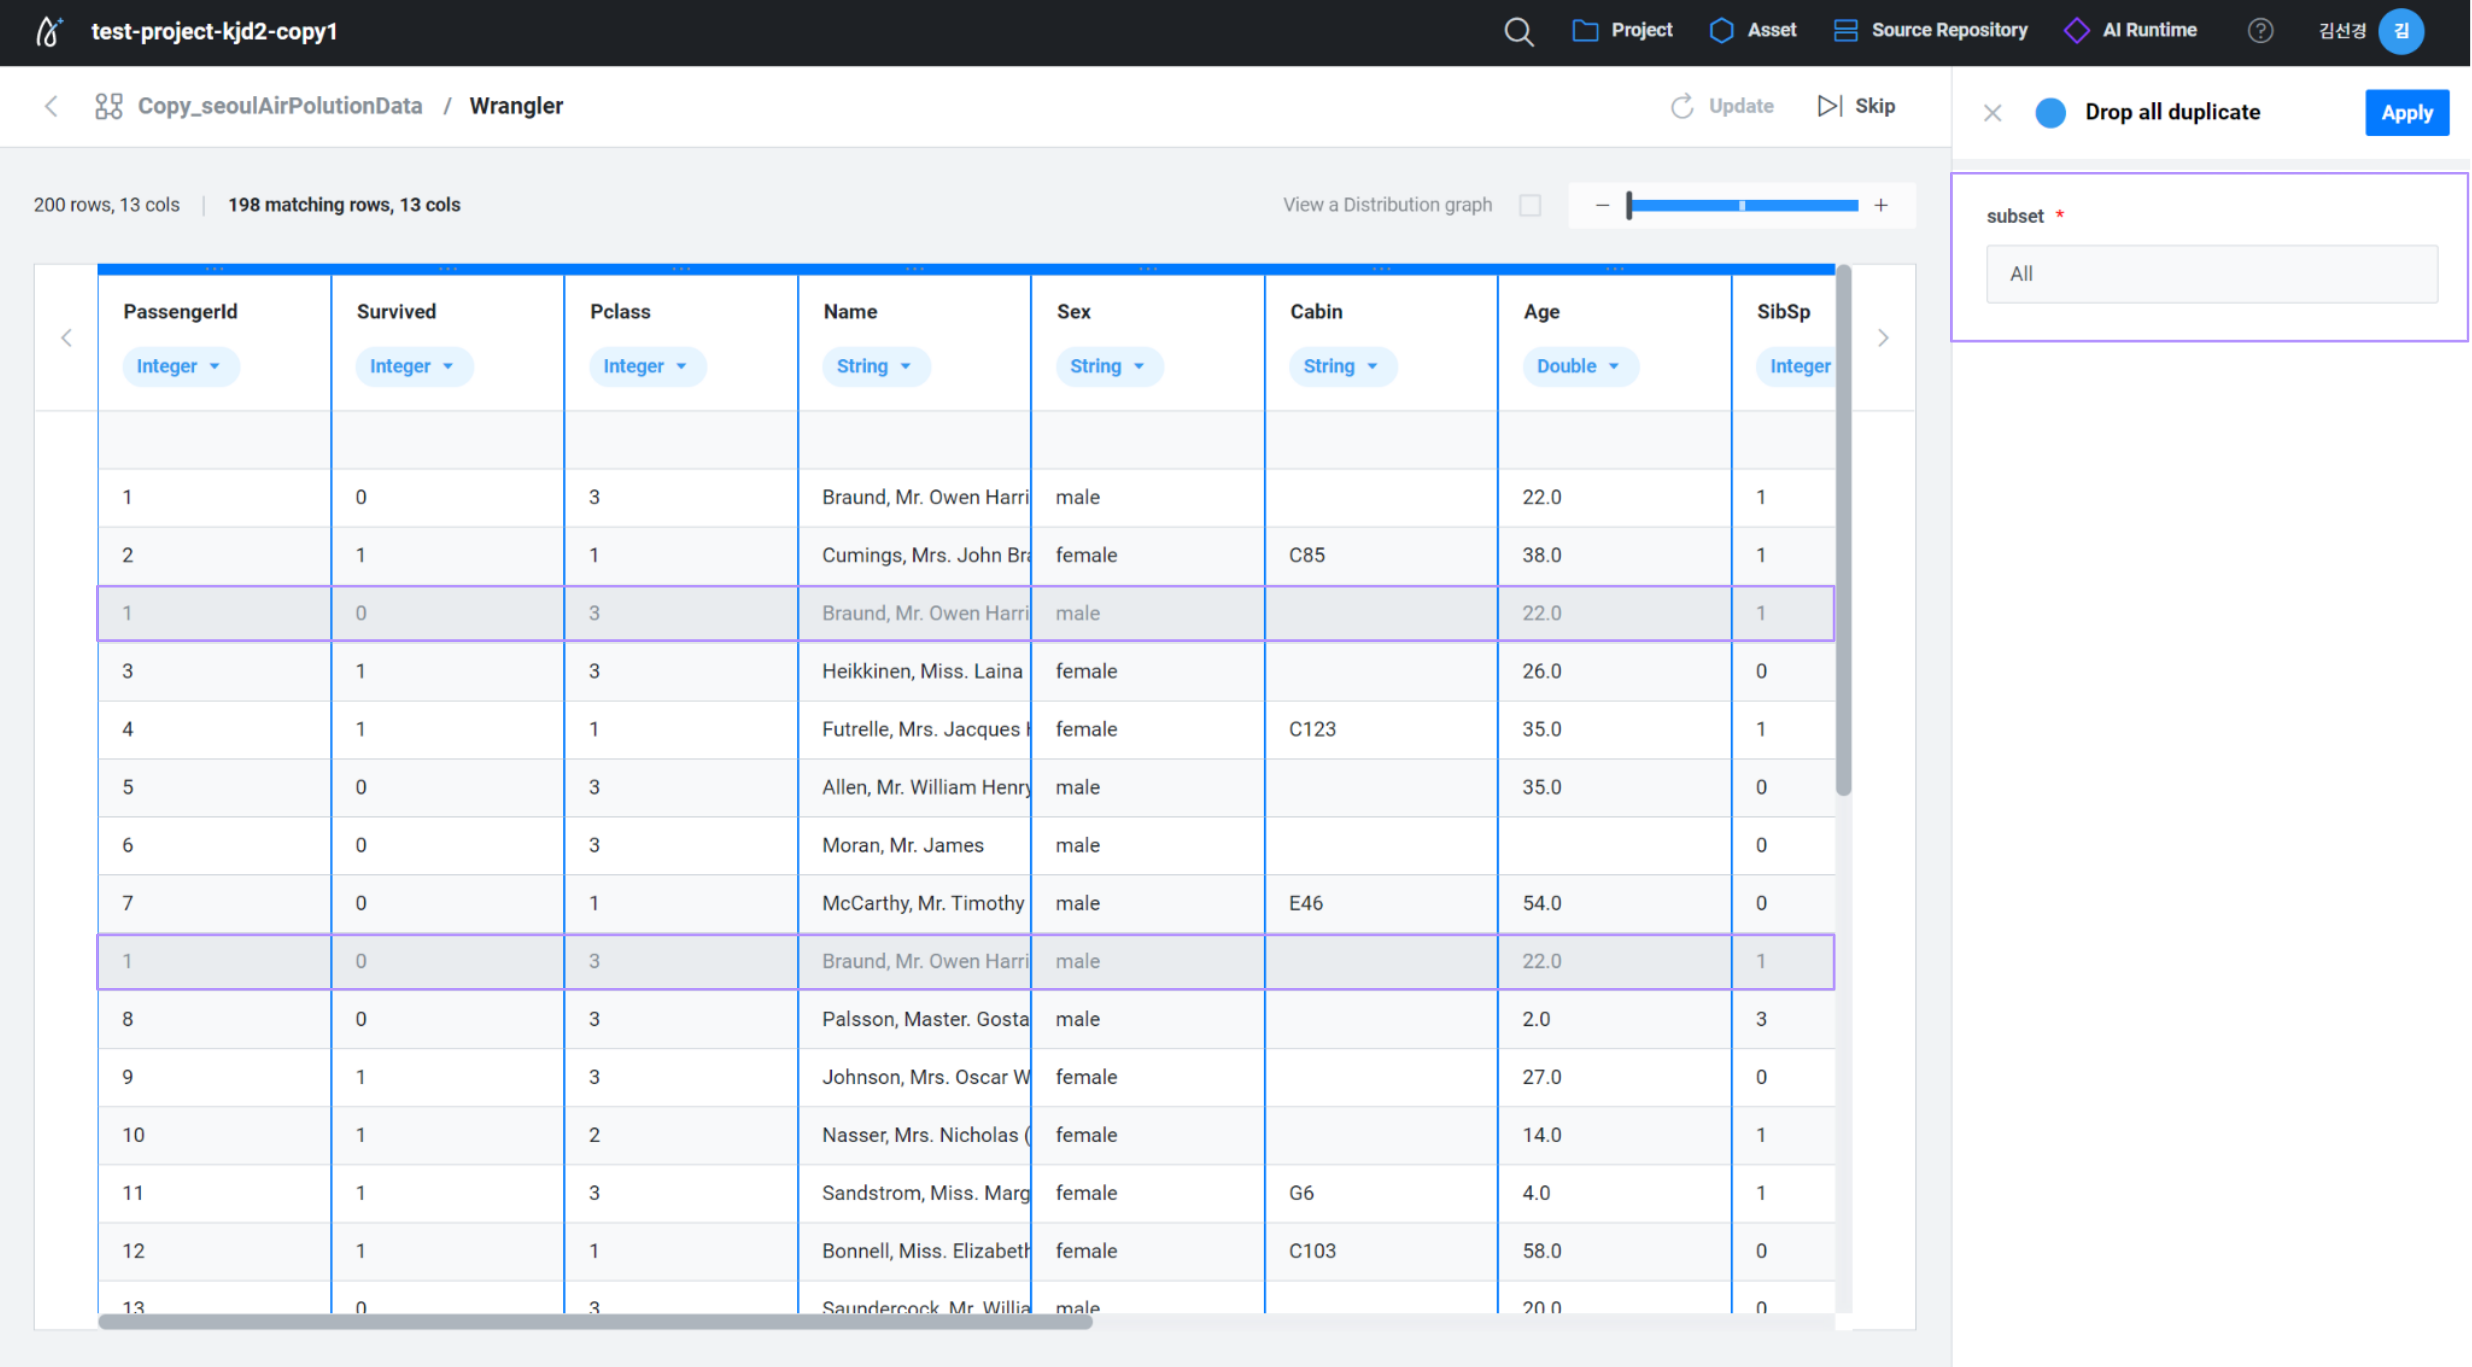 test-project-kjd2-copy1
Project
Asset
Source Repository
AI Runtime
?
김선경
김
Copy_seoulAirPolutionData / Wrangler
Update
Skip
Drop all duplicate
Apply
200 rows, 13 cols | 198 matching rows, 13 cols
View a Distribution graph
− +
subset *
All
PassengerId Survived Pclass Name Sex Cabin Age SibSp
Integer Integer Integer String String String Double Integer
1 0 3 Braund, Mr. Owen Harri male 22.0 1
2 1 1 Cumings, Mrs. John Bra female C85 38.0 1
1 0 3 Braund, Mr. Owen Harri male 22.0 1
3 1 3 Heikkinen, Miss. Laina female 26.0 0
4 1 1 Futrelle, Mrs. Jacques female C123 35.0 1
5 0 3 Allen, Mr. William Henry male 35.0 0
6 0 3 Moran, Mr. James male 0
7 0 1 McCarthy, Mr. Timothy male E46 54.0 0
1 0 3 Braund, Mr. Owen Harri male 22.0 1
8 0 3 Palsson, Master. Gosta male 2.0 3
9 1 3 Johnson, Mrs. Oscar W female 27.0 0
10 1 2 Nasser, Mrs. Nicholas ( female 14.0 1
11 1 3 Sandstrom, Miss. Marg female G6 4.0 1
12 1 1 Bonnell, Miss. Elizabeth female C103 58.0 0
13 0 3 Saundercock, Mr. Willia male 20.0 0